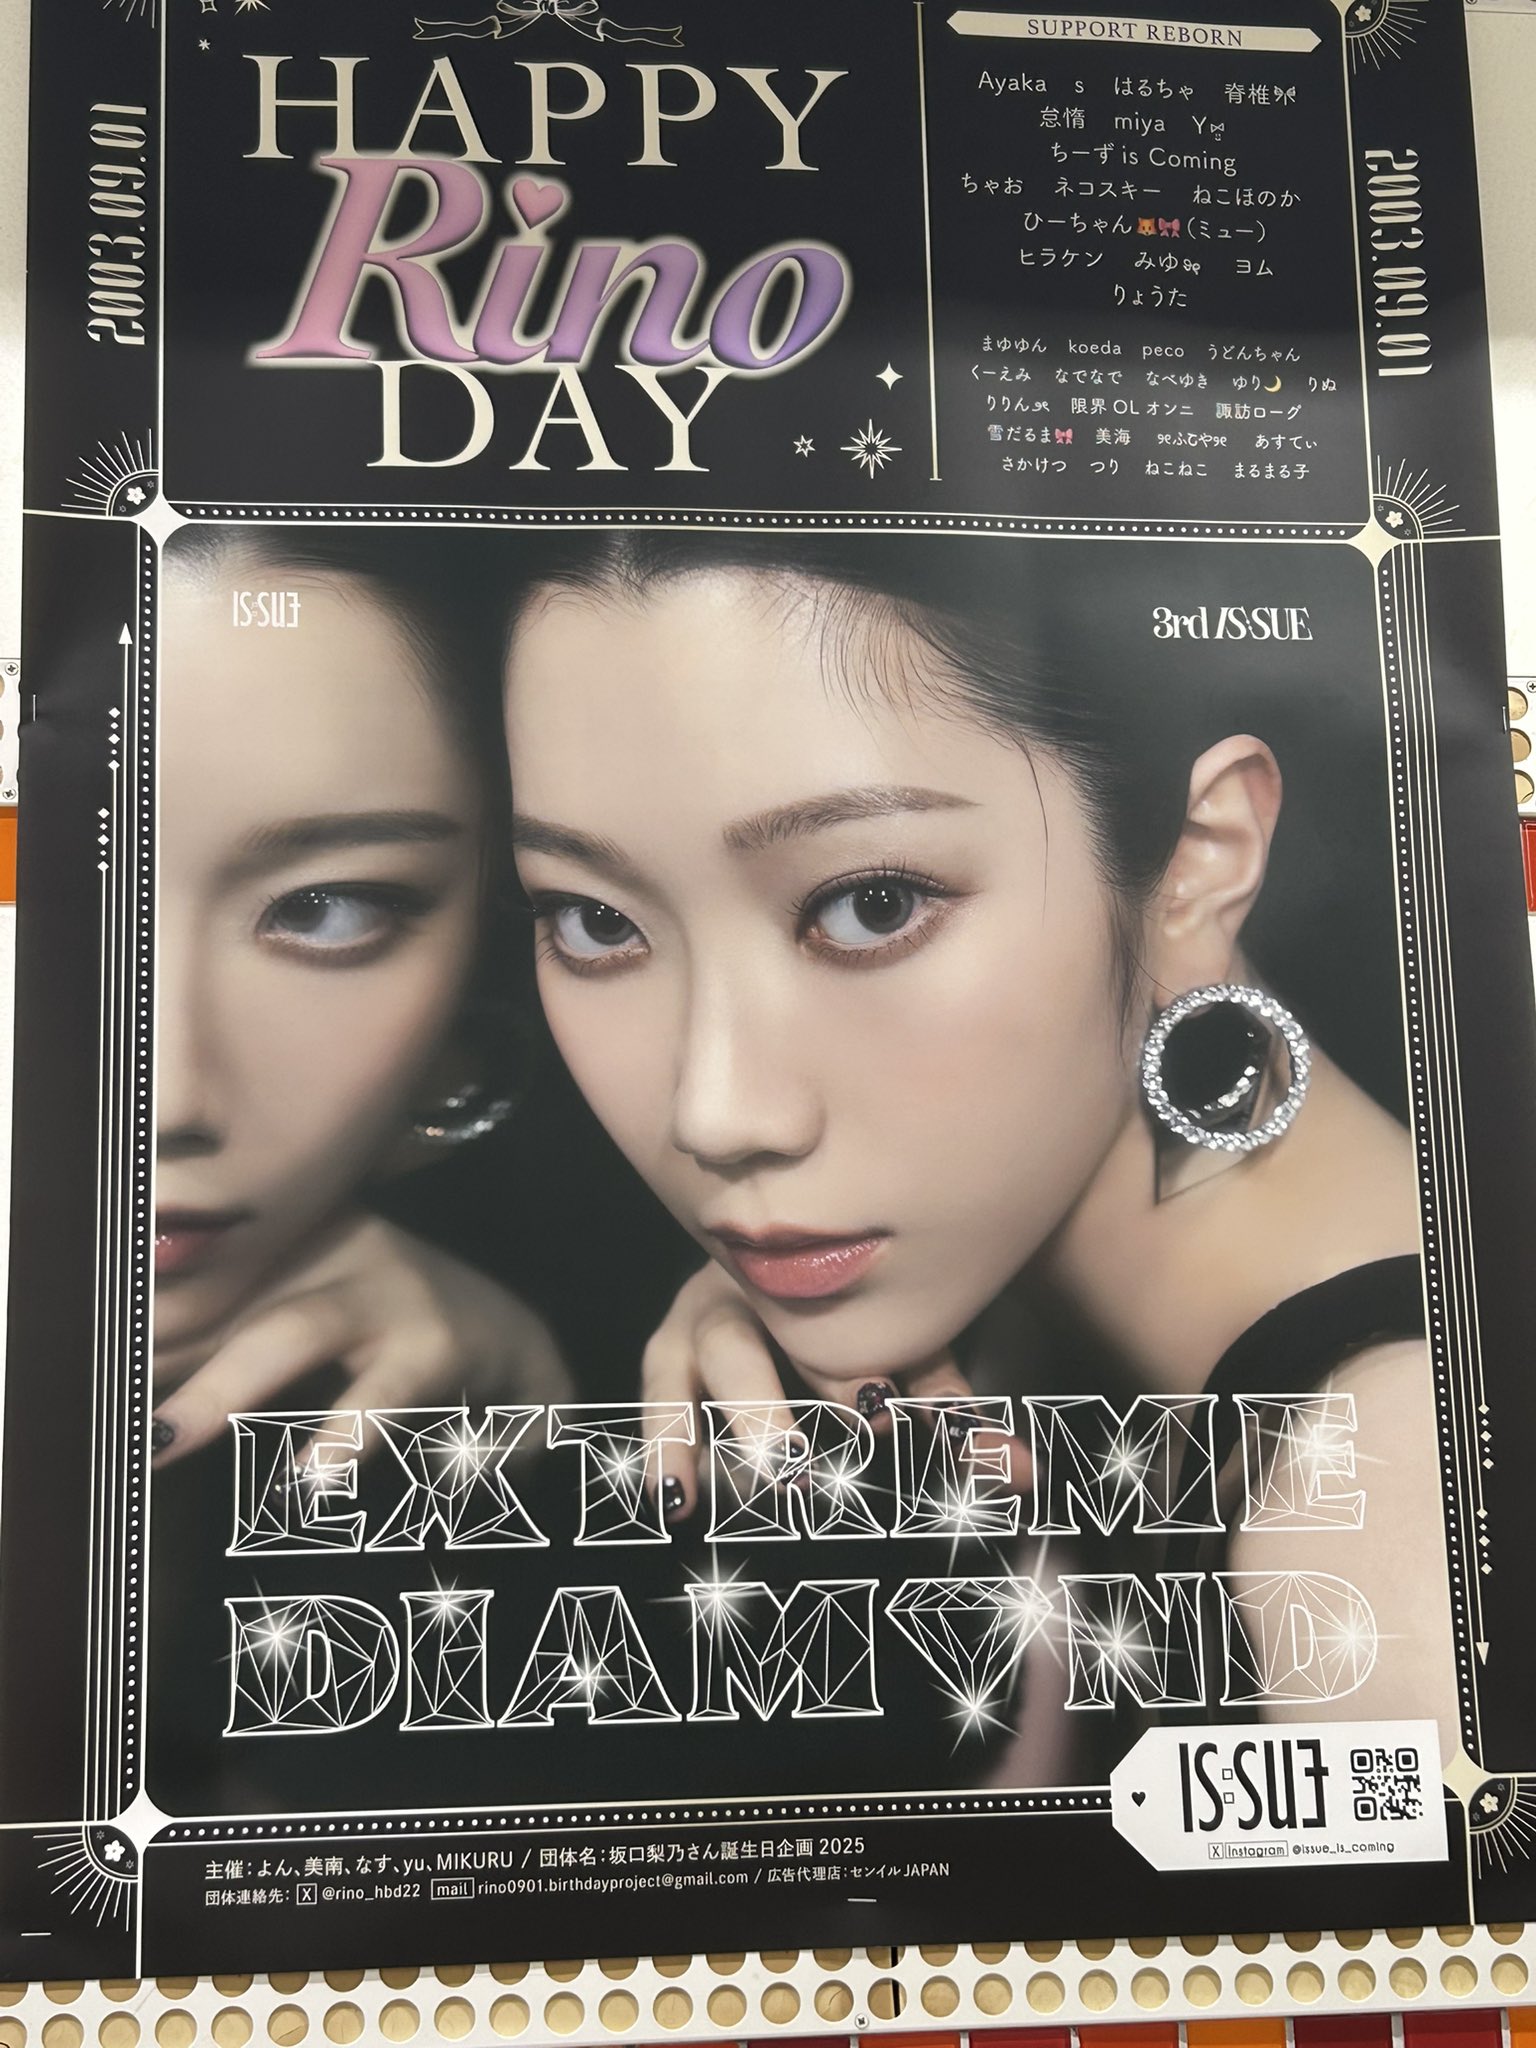 HAPPY
Rino
DAY
2003.09.01
SUPPORT REBORN
Ayaka s はるちゃ 脊椎🎀
怠惰 miya Y
ちーず is Coming
ちゃお ネコスキー ねこほのか
ひーちゃん🦊🎀(ミュー)
ヒラケン みゆ ヨム
りょうた
まゆゆん koeda peco うどんちゃん
くーえみ なでなで なべゆき ゆり🌙 りぬ
りりん 限界OLオンニ 諏訪ローグ
雪だるま🎀 美海 ふひや あすてぃ
さかけつ つり ねこねこ まるまる子
2003.09.01
IS:SUE
3rd IS:SUE
EXTREME
DIAMOND
IS:SUE
X Instagram @issue_is_coming
主催:よん、美南、なす、yu、MIKURU / 団体名:坂口梨乃さん誕生日企画 2025
団体連絡先: X @rino_hbd22 mail rino0901.birthdayproject@gmail.com / 広告代理店:センイルJAPAN